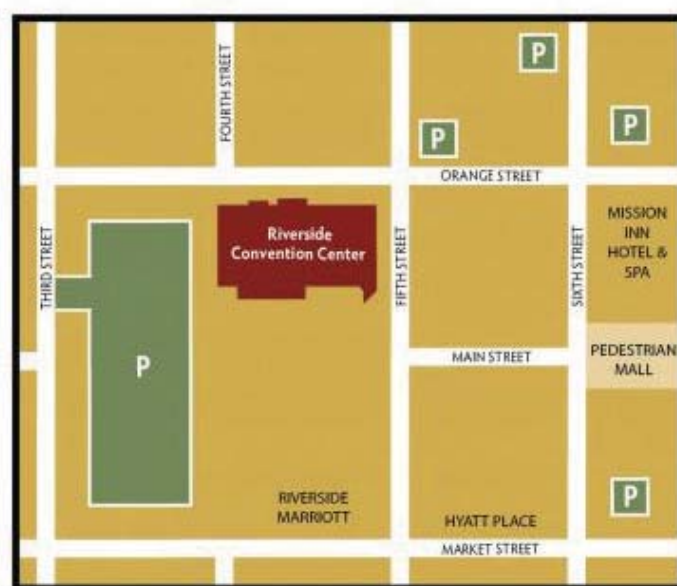 P
FOURTH STREET
P
P
ORANGE STREET
Riverside
Convention Center
MISSION
INN
HOTEL &
SPA
THIRD STREET
FIFTH STREET
SIXTH STREET
P
MAIN STREET
PEDESTRIAN
MALL
RIVERSIDE
MARRIOTT
HYATT PLACE
P
MARKET STREET